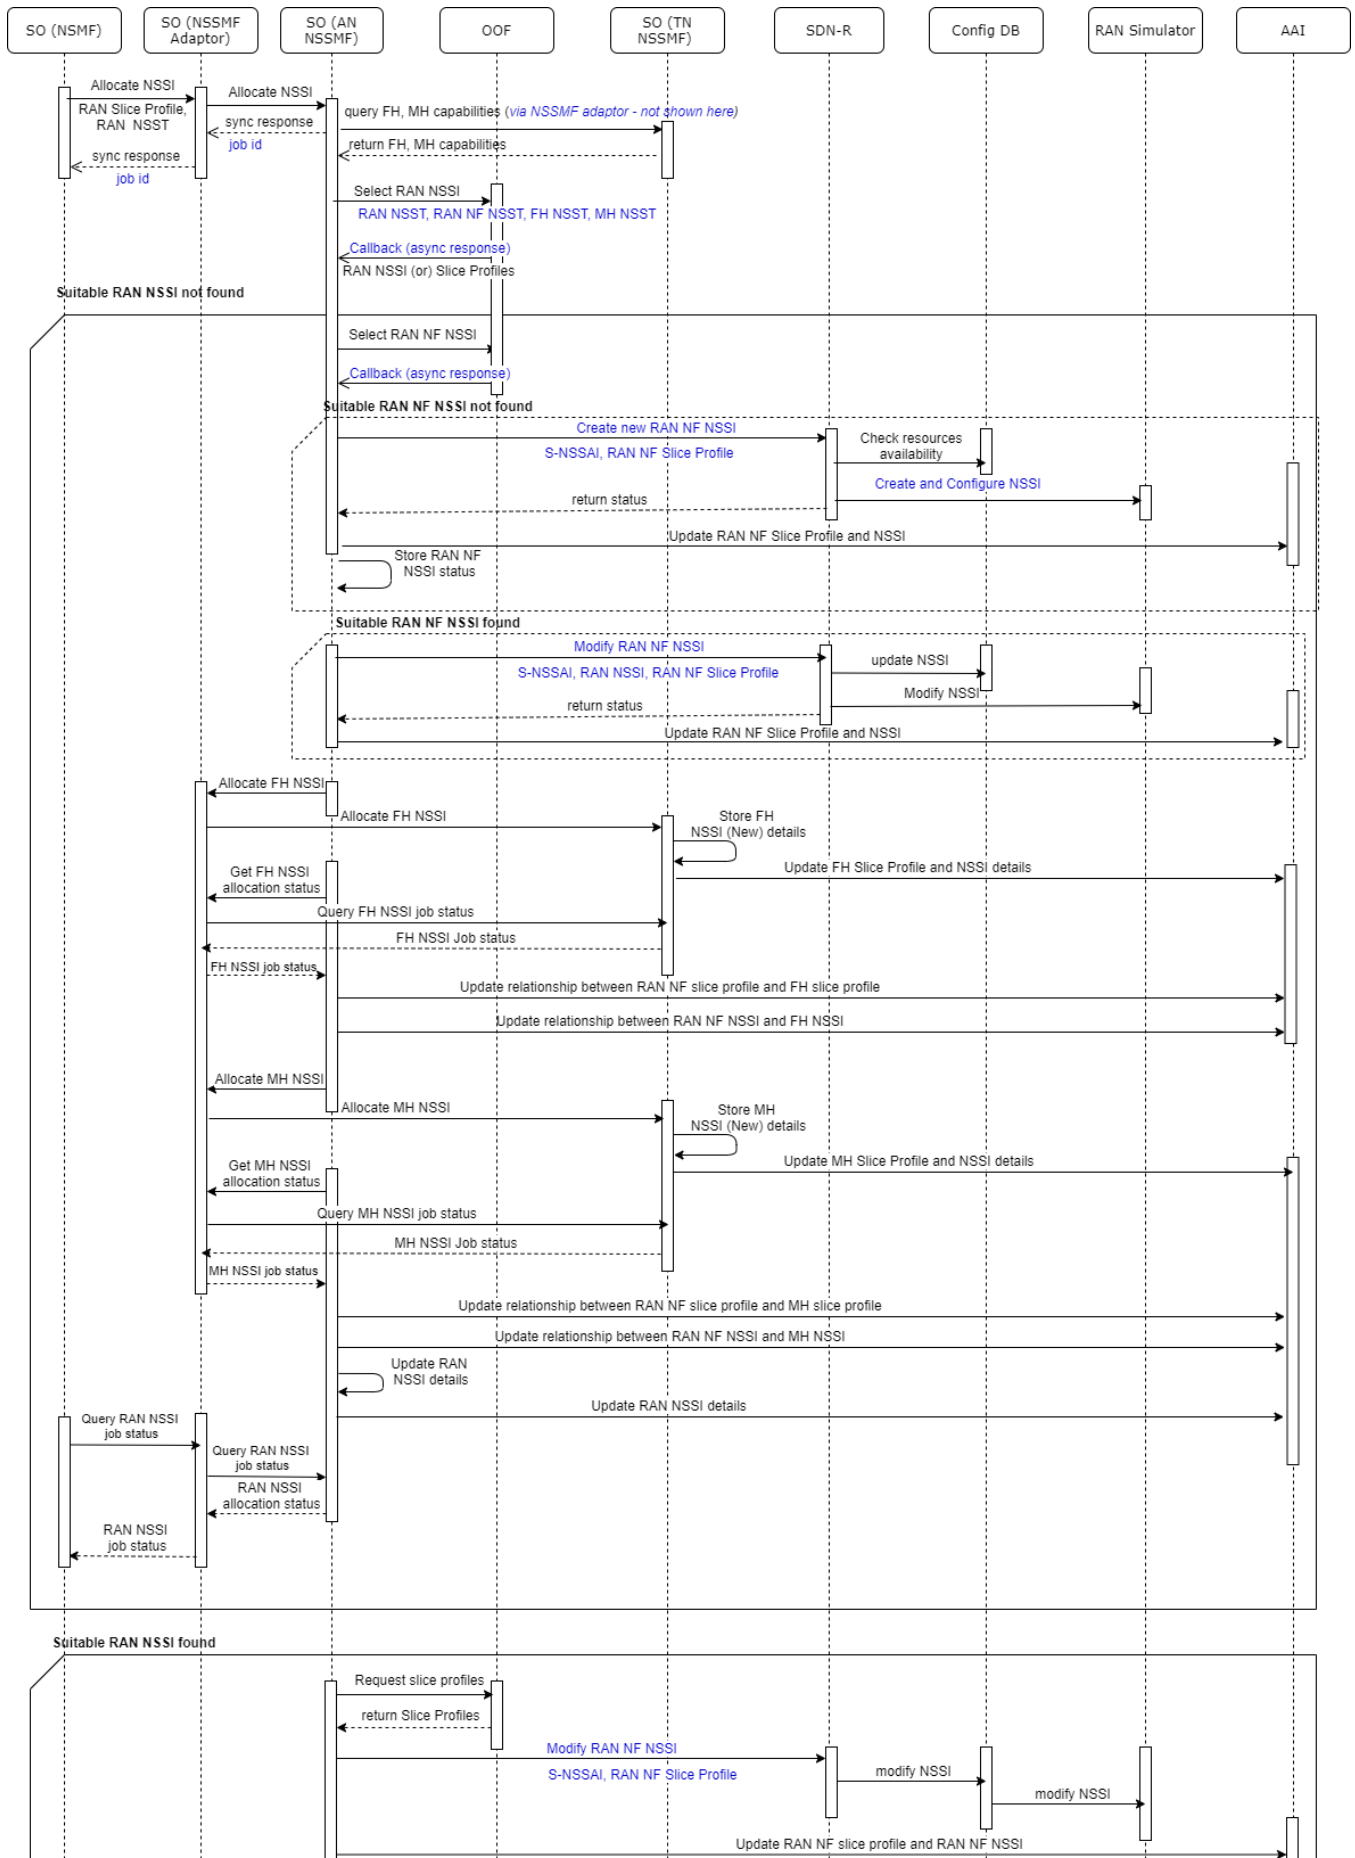 SO (NSMF)
SO (NSSMF
Adaptor)
SO (AN
NSSMF)
OOF
SO (TN
NSSMF)
SDN-R
Config DB
RAN Simulator
AAI
Allocate NSSI
RAN Slice Profile,
RAN NSST
Allocate NSSI
query FH, MH capabilities (via NSSMF adaptor - not shown here)
sync response
job id
return FH, MH capabilities
sync response
job id
Select RAN NSSI
RAN NSST, RAN NF NSST, FH NSST, MH NSST
Callback (async response)
RAN NSSI (or) Slice Profiles
Suitable RAN NSSI not found
Select RAN NF NSSI
Callback (async response)
Suitable RAN NF NSSI not found
Create new RAN NF NSSI
S-NSSAI, RAN NF Slice Profile
Check resources
availability
Create and Configure NSSI
return status
Update RAN NF Slice Profile and NSSI
Store RAN NF
NSSI status
Suitable RAN NF NSSI found
Modify RAN NF NSSI
S-NSSAI, RAN NSSI, RAN NF Slice Profile
update NSSI
Modify NSSI
return status
Update RAN NF Slice Profile and NSSI
Allocate FH NSSI
Allocate FH NSSI
Store FH
NSSI (New) details
Update FH Slice Profile and NSSI details
Get FH NSSI
allocation status
Query FH NSSI job status
FH NSSI Job status
FH NSSI job status
Update relationship between RAN NF slice profile and FH slice profile
Update relationship between RAN NF NSSI and FH NSSI
Allocate MH NSSI
Allocate MH NSSI
Store MH
NSSI (New) details
Update MH Slice Profile and NSSI details
Get MH NSSI
allocation status
Query MH NSSI job status
MH NSSI Job status
MH NSSI job status
Update relationship between RAN NF slice profile and MH slice profile
Update relationship between RAN NF NSSI and MH NSSI
Update RAN
NSSI details
Update RAN NSSI details
Query RAN NSSI
job status
Query RAN NSSI
job status
RAN NSSI
allocation status
RAN NSSI
job status
Suitable RAN NSSI found
Request slice profiles
return Slice Profiles
Modify RAN NF NSSI
S-NSSAI, RAN NF Slice Profile
modify NSSI
modify NSSI
Update RAN NF slice profile and RAN NF NSSI